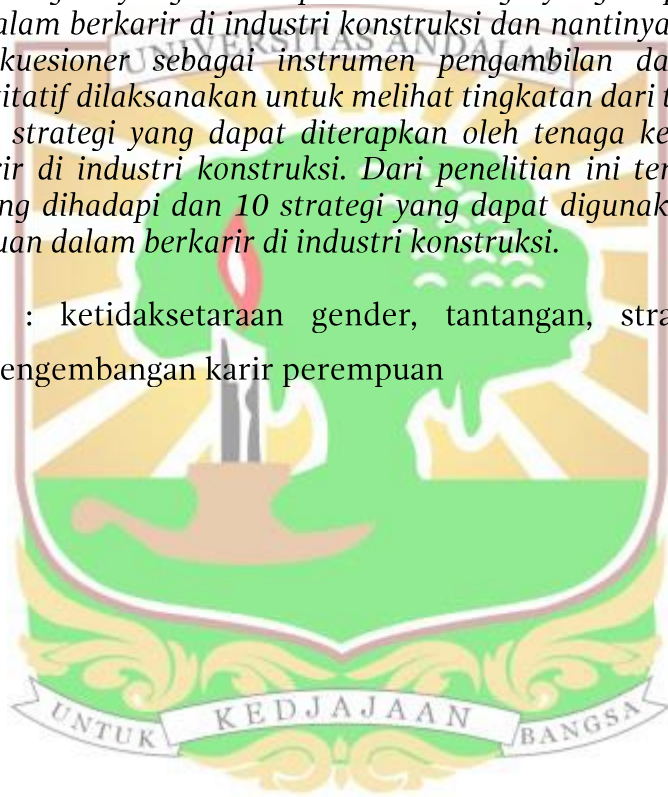 alam berkarir di industri konstruksi dan nantinya
UNIVERSITAS ANDALAS
kuesioner sebagai instrumen pengambilan da
itatif dilaksanakan untuk melihat tingkatan dari t
strategi yang dapat diterapkan oleh tenaga ke
ir di industri konstruksi. Dari penelitian ini ter
ng dihadapi dan 10 strategi yang dapat digunak
uan dalam berkarir di industri konstruksi.
: ketidaksetaraan gender, tantangan, stra
engembangan karir perempuan
UNTUK KEDJAJAAN BANGSA